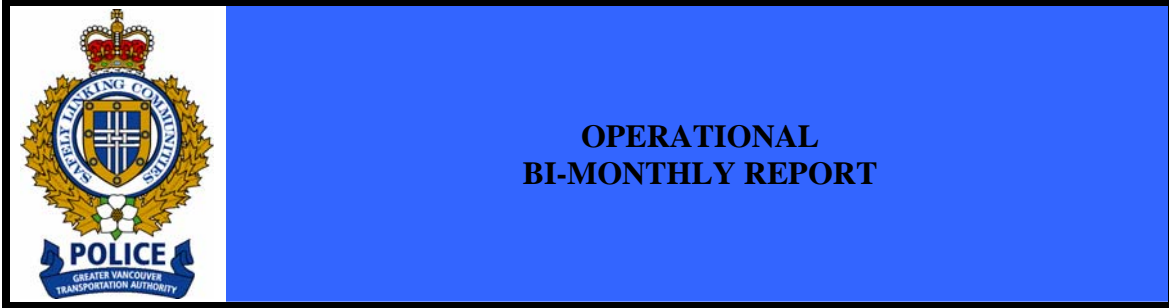 SAFELY LINKING COMMUNITIES
POLICE
GREATER VANCOUVER
TRANSPORTATION AUTHORITY
OPERATIONAL
BI-MONTHLY REPORT